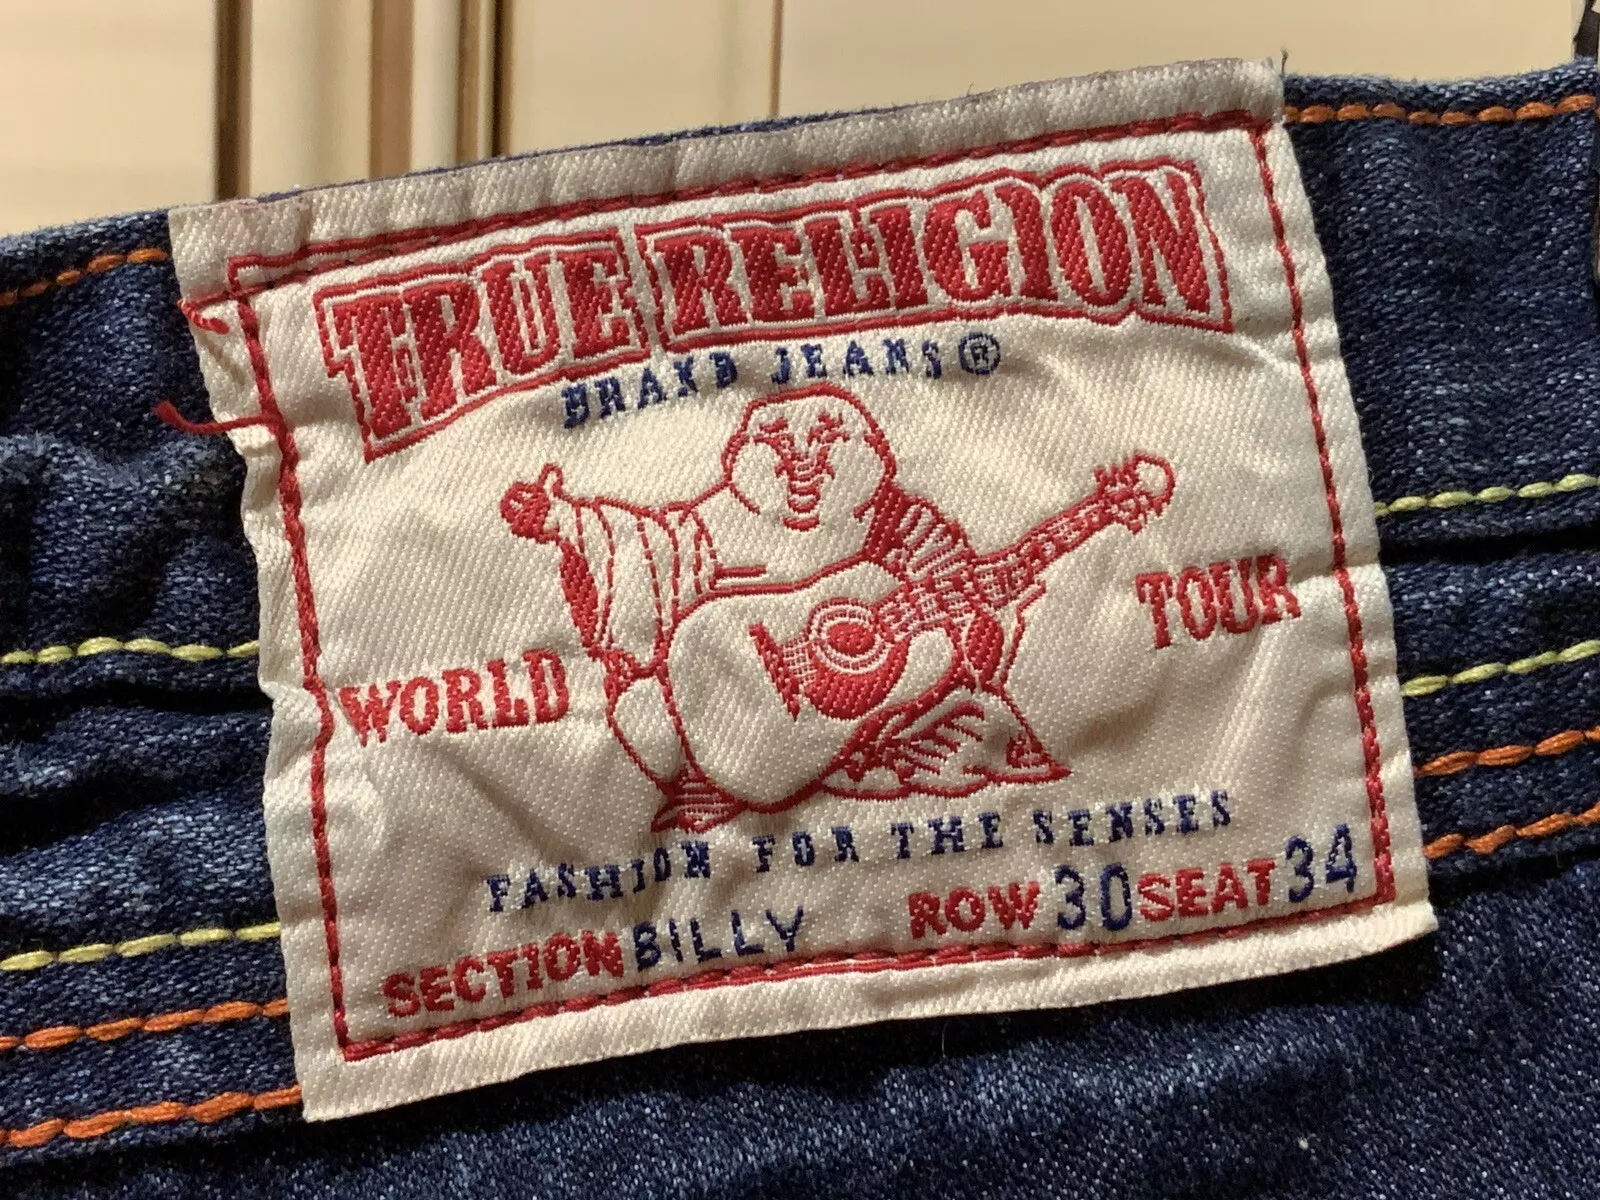 TRUE RELIGION
BRAND JEANS®
WORLD TOUR
FASHION FOR THE SENSES
SECTION BILLY ROW 30 SEAT 34